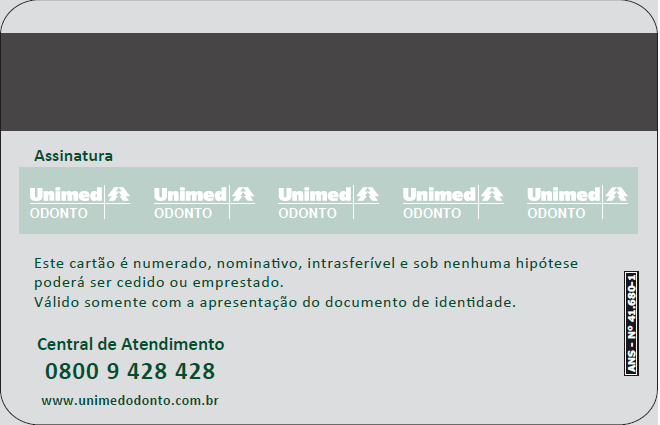 Assinatura
Unimed Unimed Unimed Unimed Unimed
ODONTO ODONTO ODONTO ODONTO ODONTO
Este cartão é numerado, nominativo, intrasferível e sob nenhuma hipótese
poderá ser cedido ou emprestado.
Válido somente com a apresentação do documento de identidade.
ANS - Nº 41.680-1
Central de Atendimento
0800 9 428 428
www.unimedodonto.com.br